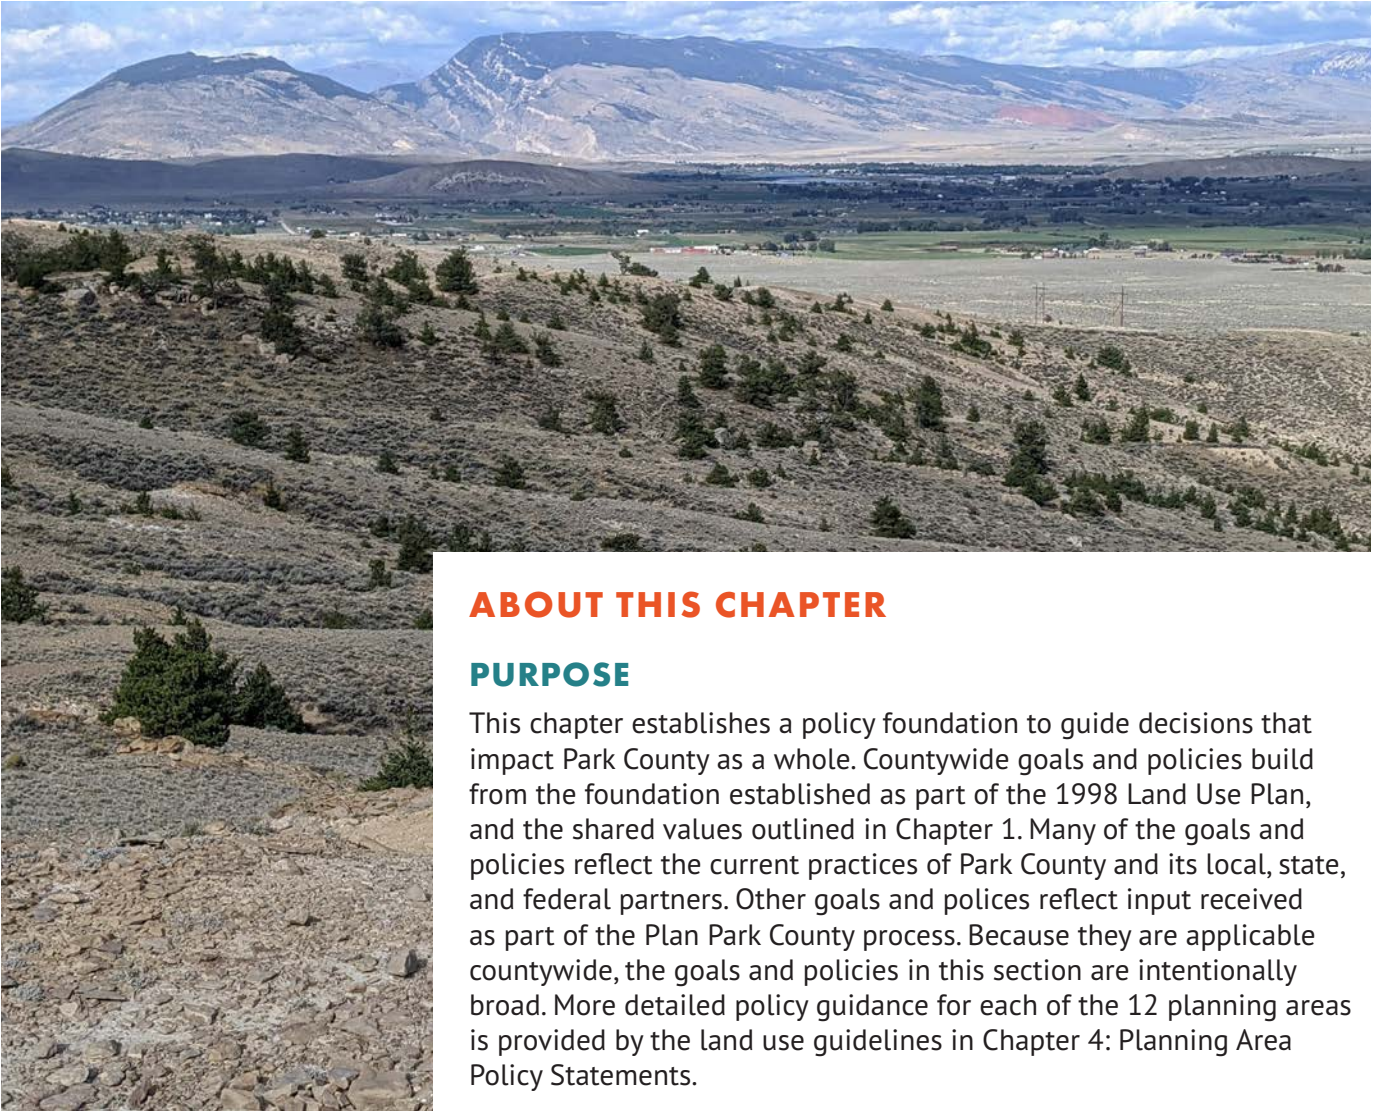 ABOUT THIS CHAPTER
PURPOSE
This chapter establishes a policy foundation to guide decisions that
impact Park County as a whole. Countywide goals and policies build
from the foundation established as part of the 1998 Land Use Plan,
and the shared values outlined in Chapter 1. Many of the goals and
policies reflect the current practices of Park County and its local, state,
and federal partners. Other goals and polices reflect input received
as part of the Plan Park County process. Because they are applicable
countywide, the goals and policies in this section are intentionally
broad. More detailed policy guidance for each of the 12 planning areas
is provided by the land use guidelines in Chapter 4: Planning Area
Policy Statements.